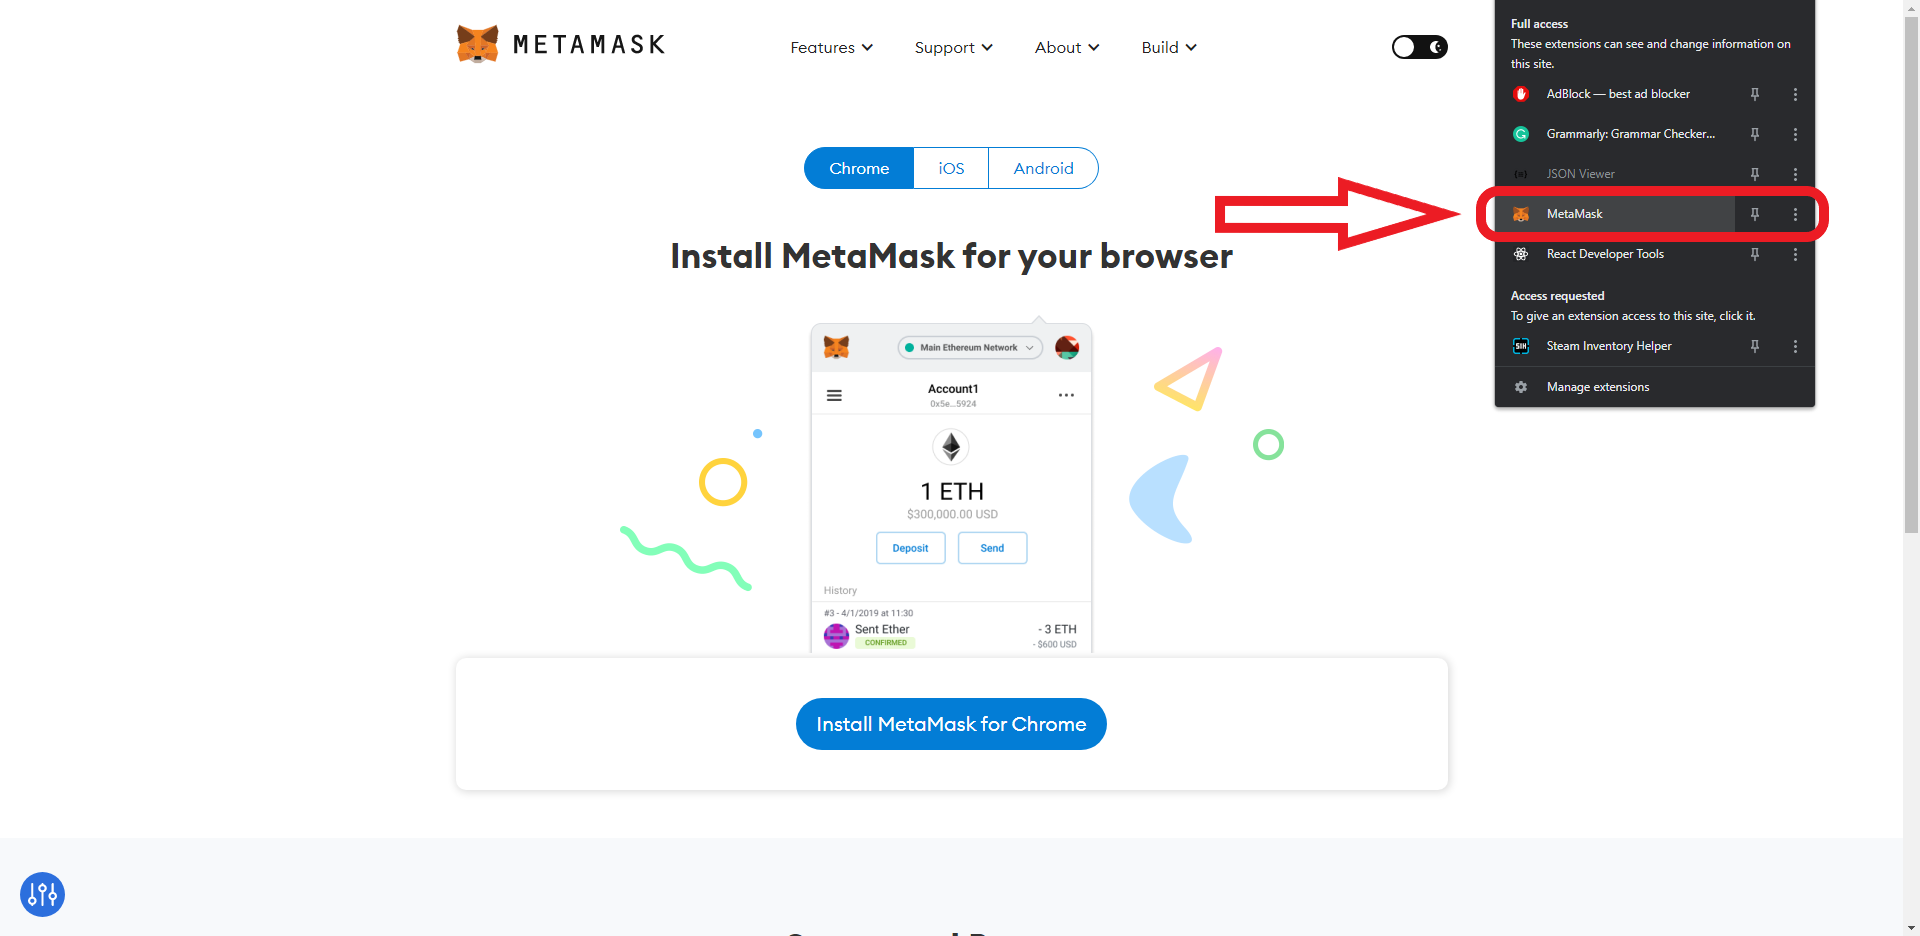 METAMASK
Features
Support
About
Build
Chrome
iOS
Android
Install MetaMask for your browser
Main Ethereum Network
Account1
0x5e...5924
1 ETH
$300,000.00 USD
Deposit
Send
History
#3 - 4/1/2019 at 11:30
Sent Ether
- 3 ETH
CONFIRMED
- $600 USD
Install MetaMask for Chrome
Full access
These extensions can see and change information on
this site.
AdBlock — best ad blocker
Grammarly: Grammar Checker...
JSON Viewer
MetaMask
React Developer Tools
Access requested
To give an extension access to this site, click it.
SIH
Steam Inventory Helper
Manage extensions